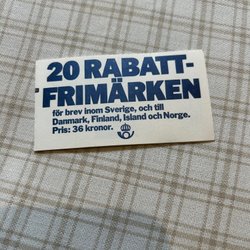 20 RABATT-
FRIMÄRKEN
för brev inom Sverige, och till
Danmark, Finland, Island och Norge.
Pris: 36 kronor.